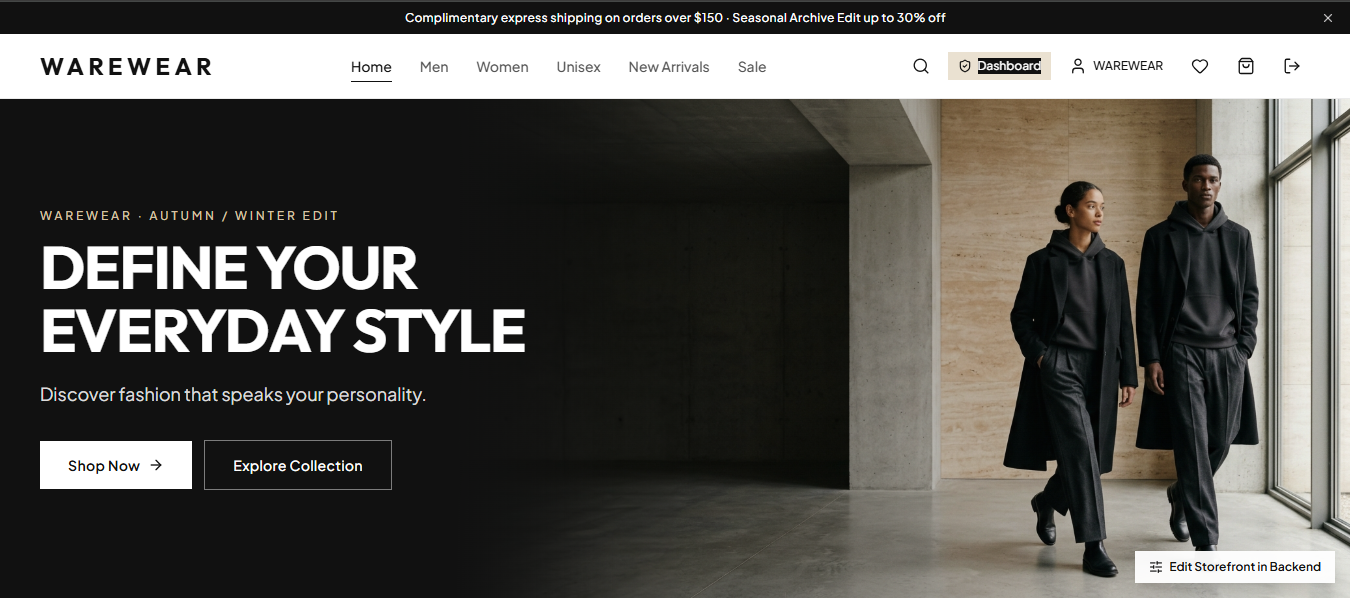 Complimentary express shipping on orders over $150 · Seasonal Archive Edit up to 30% off
WAREWEAR
Home
Men
Women
Unisex
New Arrivals
Sale
Dashboard
WAREWEAR
WAREWEAR · AUTUMN / WINTER EDIT
DEFINE YOUR
EVERYDAY STYLE
Discover fashion that speaks your personality.
Shop Now
Explore Collection
Edit Storefront in Backend